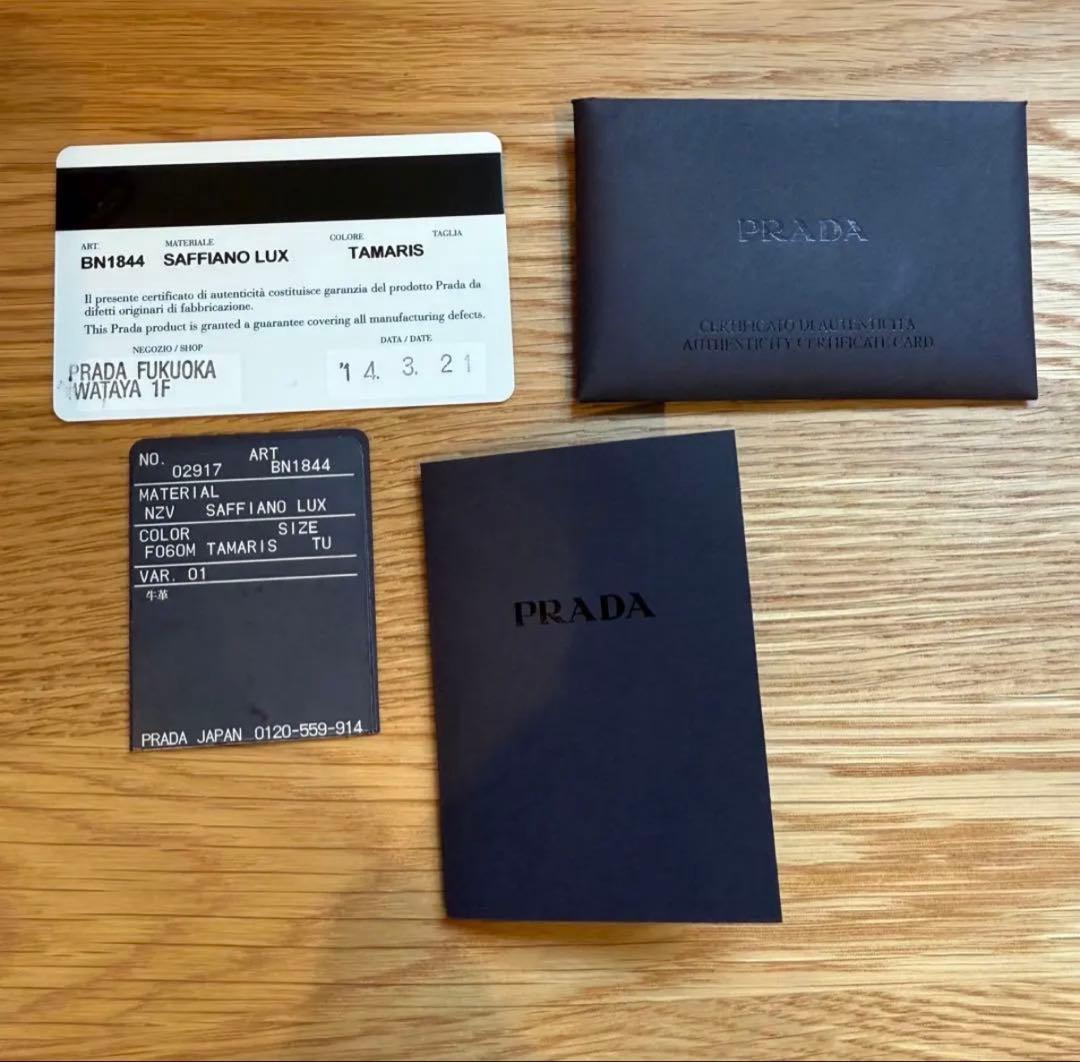 ART. MATERIALE COLORE TAGLIA
BN1844 SAFFIANO LUX TAMARIS
Il presente certificato di autenticità costituisce garanzia del prodotto Prada da
difetti originari di fabbricazione.
This Prada product is granted a guarantee covering all manufacturing defects.
NEGOZIO / SHOP DATA / DATE
PRADA FUKUOKA
IWATAYA 1F
'14. 3. 21
PRADA
CERTIFICATO DI AUTENTICITÀ
AUTHENTICITY CERTIFICATE CARD
NO. ART
02917 BN1844
MATERIAL
NZV SAFFIANO LUX
COLOR SIZE
F060M TAMARIS TU
VAR. 01
牛革
PRADA JAPAN 0120-559-914
PRADA